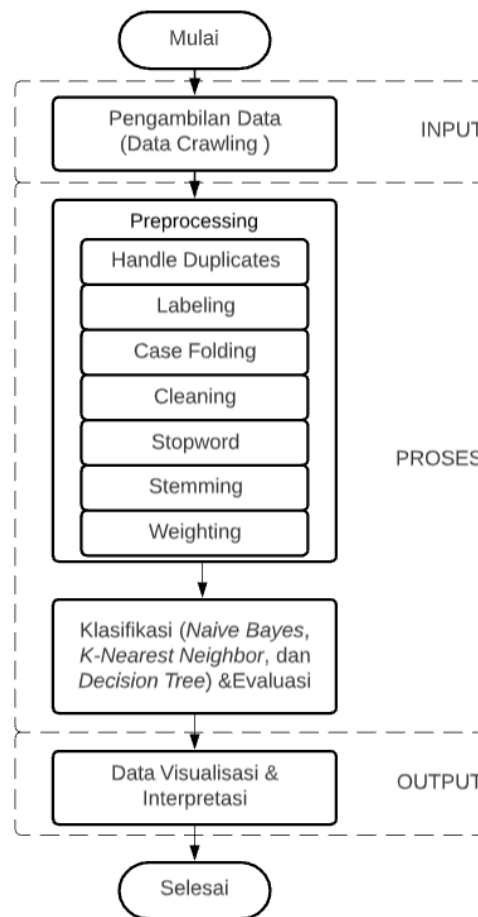 Mulai
Pengambilan Data
(Data Crawling )
INPUT
Preprocessing
Handle Duplicates
Labeling
Case Folding
Cleaning
Stopword
Stemming
Weighting
PROSES
Klasifikasi (Naive Bayes,
K-Nearest Neighbor, dan
Decision Tree) &Evaluasi
Data Visualisasi &
Interpretasi
OUTPUT
Selesai